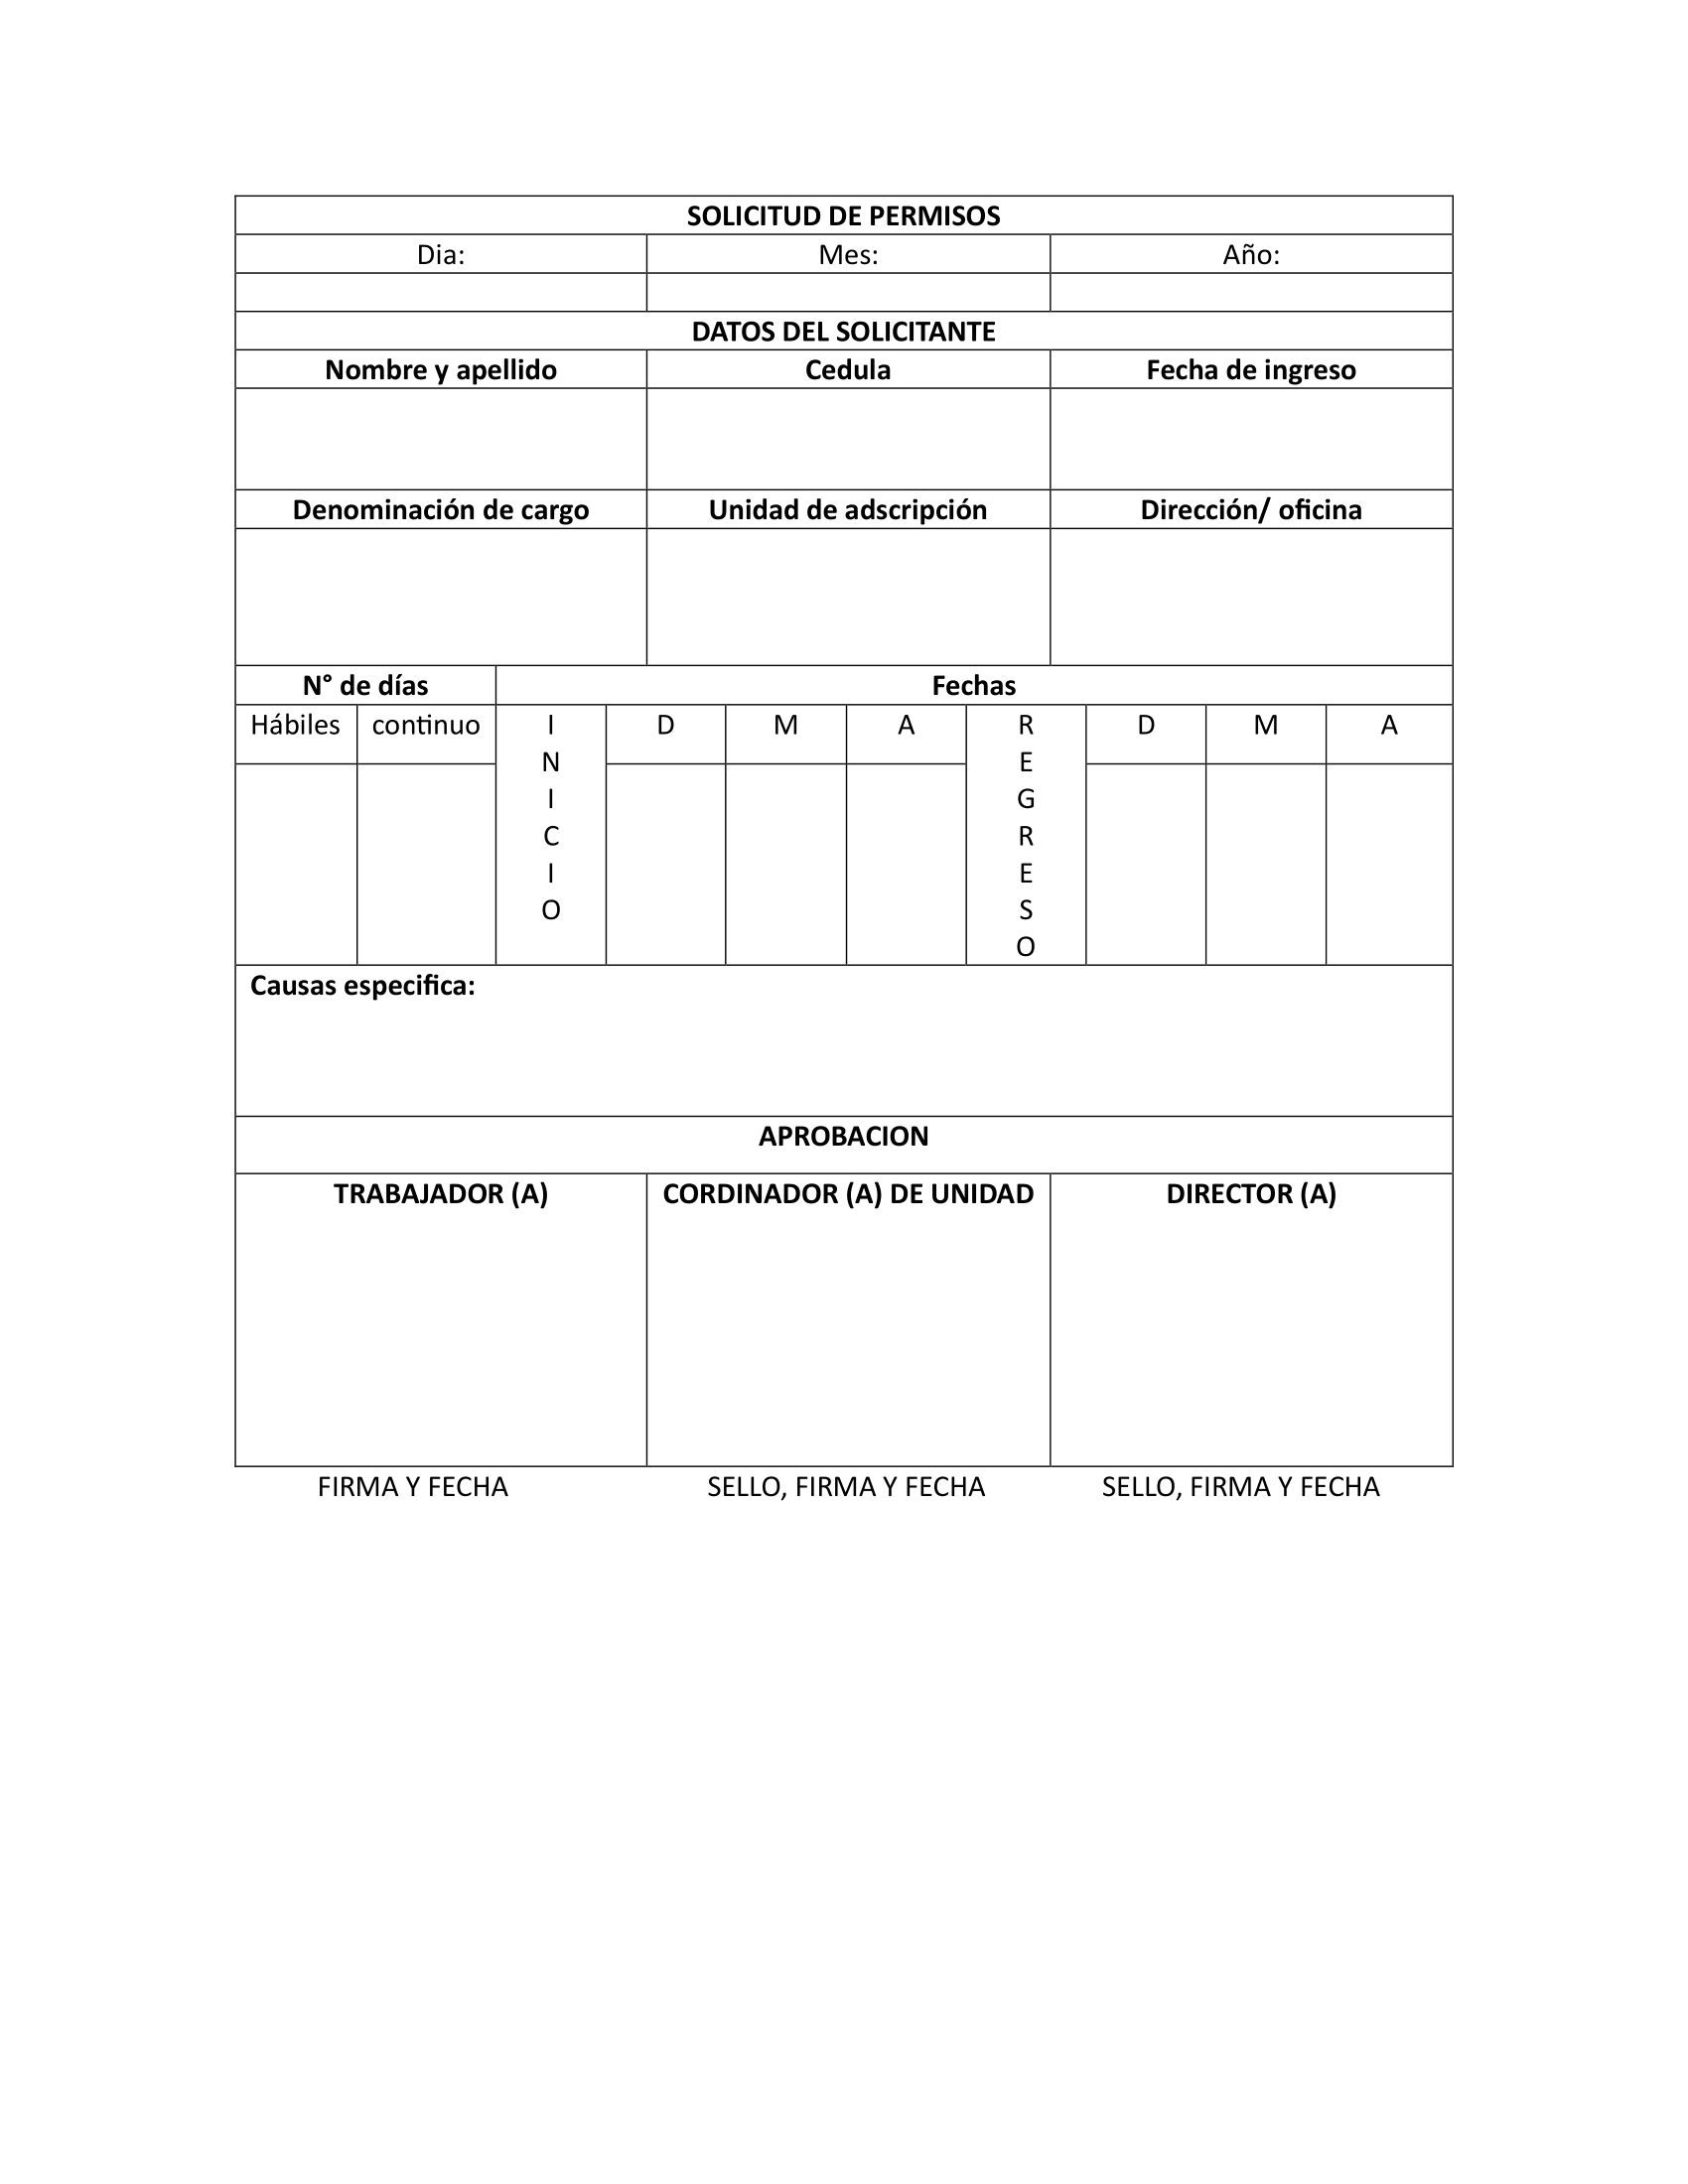 SOLICITUD DE PERMISOS
Dia: Mes: Año:
DATOS DEL SOLICITANTE
Nombre y apellido Cedula Fecha de ingreso
Denominación de cargo Unidad de adscripción Dirección/ oficina
N° de días Fechas
Hábiles continuo I D M A R D M A
N E
I G
C R
I E
O S
O
Causas especifica:
APROBACION
TRABAJADOR (A) CORDINADOR (A) DE UNIDAD DIRECTOR (A)
FIRMA Y FECHA SELLO, FIRMA Y FECHA SELLO, FIRMA Y FECHA